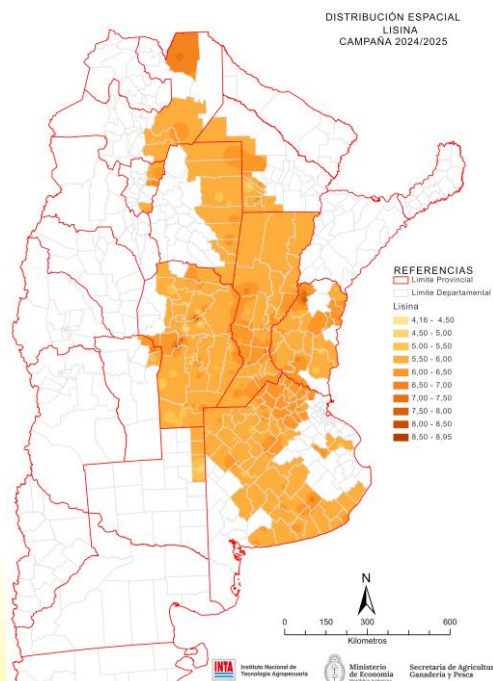 DISTRIBUCIÓN ESPACIAL
LISINA
CAMPAÑA 2024/2025
REFERENCIAS
Limite Provincial
Limite Departamental
Lisina
4,16 - 4,50
4,50 - 5,00
5,00 - 5,50
5,50 - 6,00
6,00 - 6,50
6,50 - 7,00
7,00 - 7,50
7,50 - 8,00
8,00 - 8,50
8,50 - 8,95
N
0 150 300 600
Kilometros
INTA
Instituto Nacional de
Tecnología Agropecuaria
Ministerio
de Economía
Secretaría de Agricultura,
Ganadería y Pesca